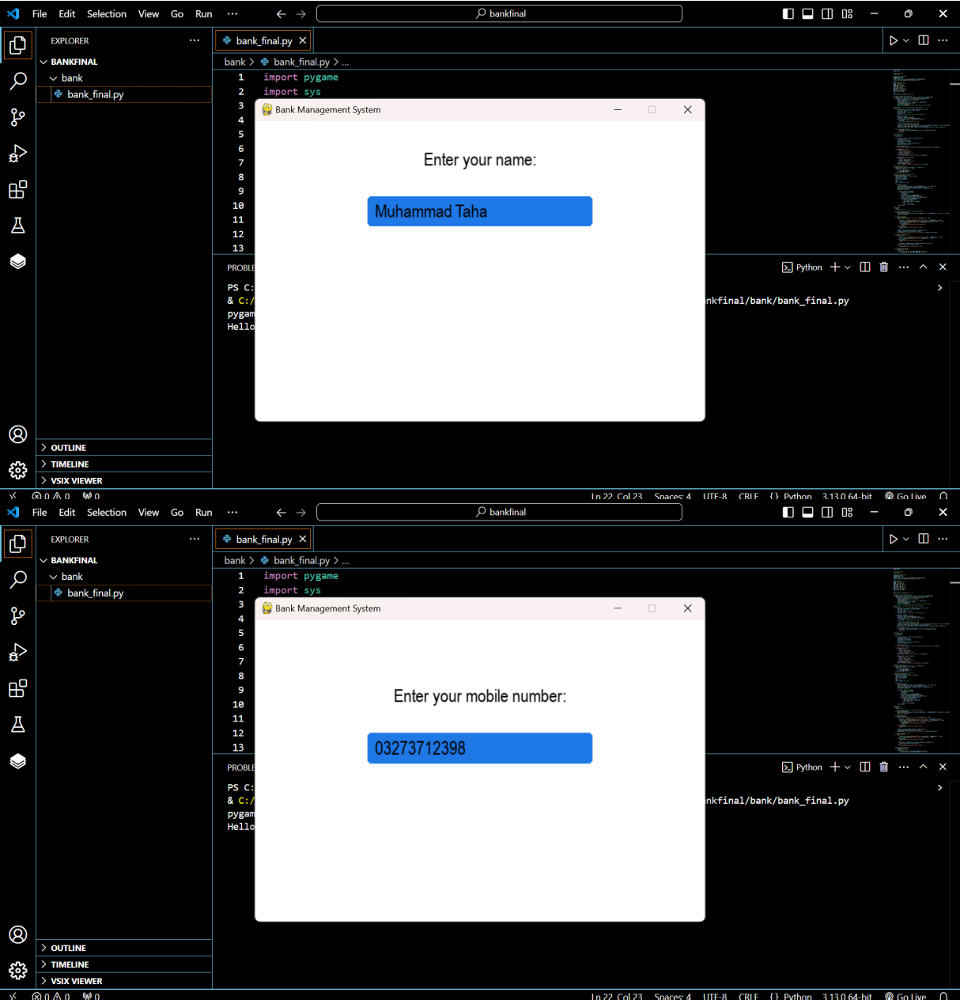 File Edit Selection View Go Run ··· bankfinal
EXPLORER ··· bank_final.py
BANKFINAL bank > bank_final.py > ...
bank
bank_final.py
1 import pygame
2 import sys
3
4
5
6
7
8
9
10
11
12
13
Bank Management System
Enter your name:
Muhammad Taha
PROBLE Python ···
PS C:
& C:/ nkfinal/bank/bank_final.py
pygam
Hello
OUTLINE
TIMELINE
VSIX VIEWER
0 0 0 Ln 22, Col 23 Spaces: 4 UTF-8 CRLF {} Python 3.13.0 64-bit Go Live
File Edit Selection View Go Run ··· bankfinal
EXPLORER ··· bank_final.py
BANKFINAL bank > bank_final.py > ...
bank
bank_final.py
1 import pygame
2 import sys
3
4
5
6
7
8
9
10
11
12
13
Bank Management System
Enter your mobile number:
03273712398
PROBLE Python ···
PS C:
& C:/ nkfinal/bank/bank_final.py
pygam
Hello
OUTLINE
TIMELINE
VSIX VIEWER
0 0 0 Ln 22, Col 23 Spaces: 4 UTF-8 CRLF {} Python 3.13.0 64-bit Go Live